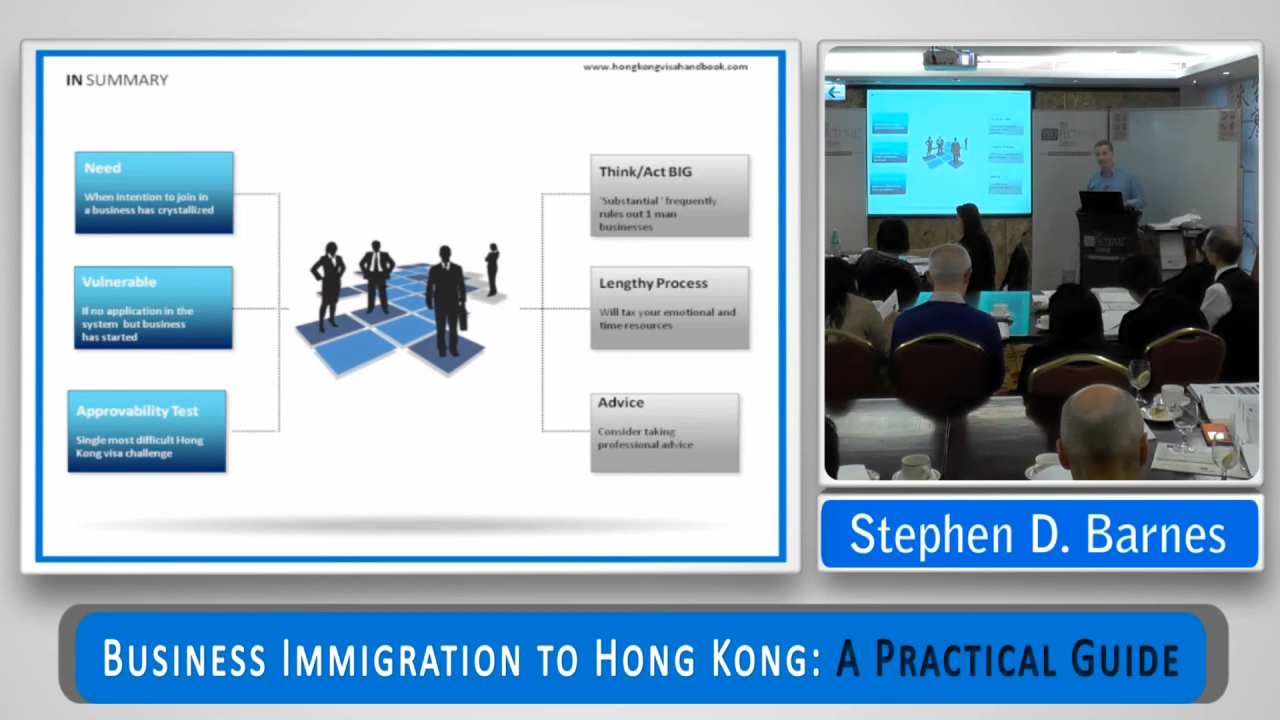 IN SUMMARY
www.hongkongvisahandbook.com
Need
When intention to join in
a business has crystallized
Vulnerable
If no application in the
system but business
has started
Approvability Test
Single most difficult Hong
Kong visa challenge
Think/Act BIG
'Substantial ' frequently
rules out 1 man
businesses
Lengthy Process
Will tax your emotional and
time resources
Advice
Consider taking
professional advice
Stephen D. Barnes
BUSINESS IMMIGRATION TO HONG KONG: A PRACTICAL GUIDE